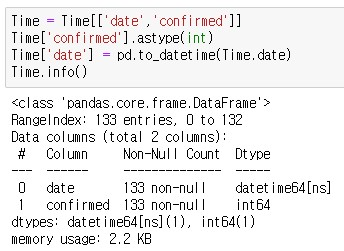 Time = Time[['date','confirmed']]
Time['confirmed'].astype(int)
Time['date'] = pd.to_datetime(Time.date)
Time.info()
<class 'pandas.core.frame.DataFrame'>
RangeIndex: 133 entries, 0 to 132
Data columns (total 2 columns):
 #   Column     Non-Null Count  Dtype
---  ------     --------------  -----
 0   date       133 non-null    datetime64[ns]
 1   confirmed  133 non-null    int64
dtypes: datetime64[ns](1), int64(1)
memory usage: 2.2 KB